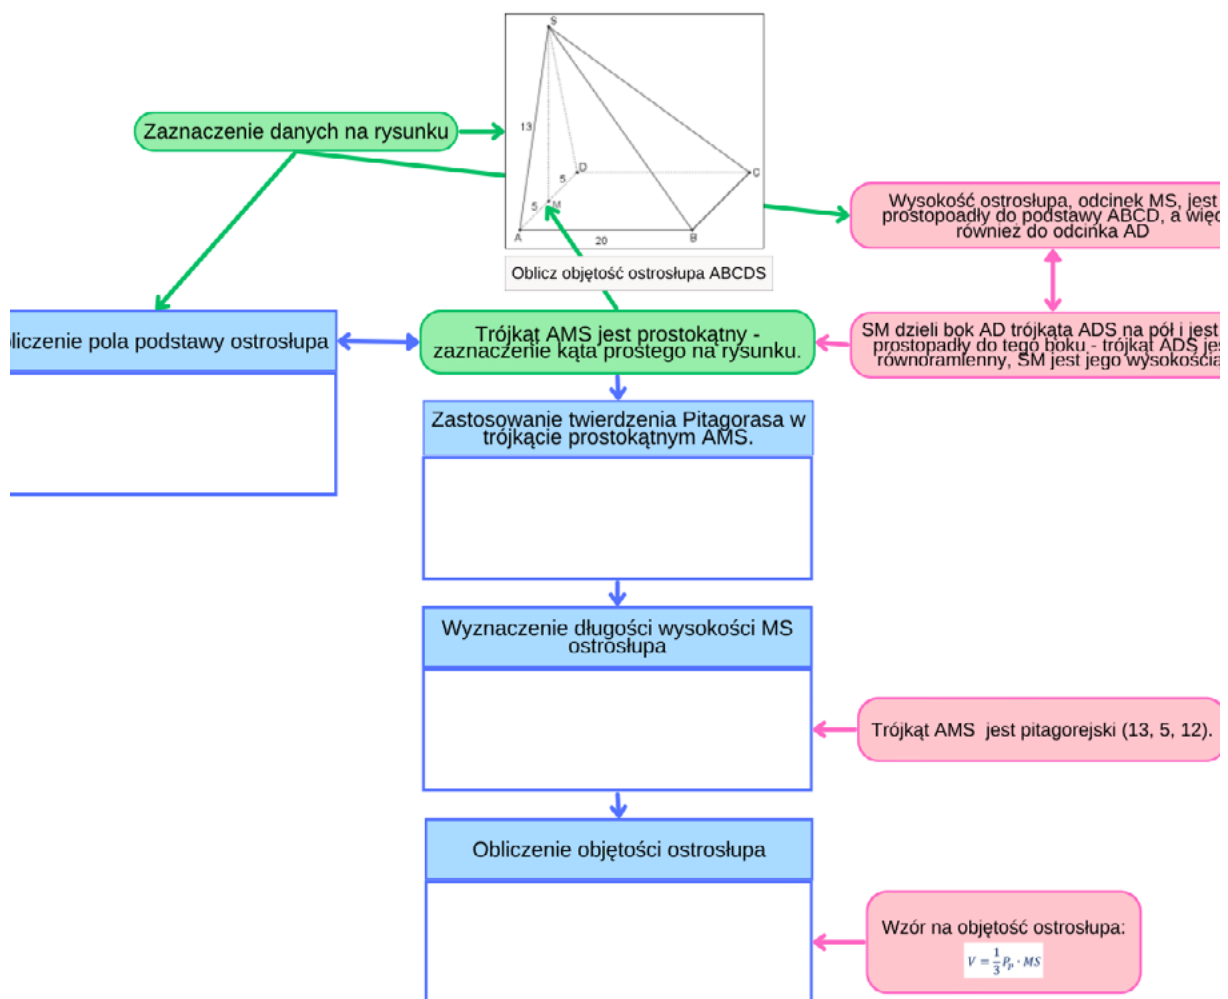 S
13
D
C
5
5
M
A
20
B
Oblicz objętość ostrosłupa ABCDS
Zaznaczenie danych na rysunku
Wysokość ostrosłupa, odcinek MS, jest
prostopoadły do podstawy ABCD, a więc
również do odcinka AD
liczenie pola podstawy ostrosłupa
Trójkąt AMS jest prostokątny -
zaznaczenie kąta prostego na rysunku.
SM dzieli bok AD trójkąta ADS na pół i jest
prostopadły do tego boku - trójkąt ADS jes
równoramienny, SM jest jego wysokością
Zastosowanie twierdzenia Pitagorasa w
trójkącie prostokątnym AMS.
Wyznaczenie długości wysokości MS
ostrosłupa
Trójkąt AMS jest pitagorejski (13, 5, 12).
Obliczenie objętości ostrosłupa
Wzór na objętość ostrosłupa:
V = 1/3 P_p · MS